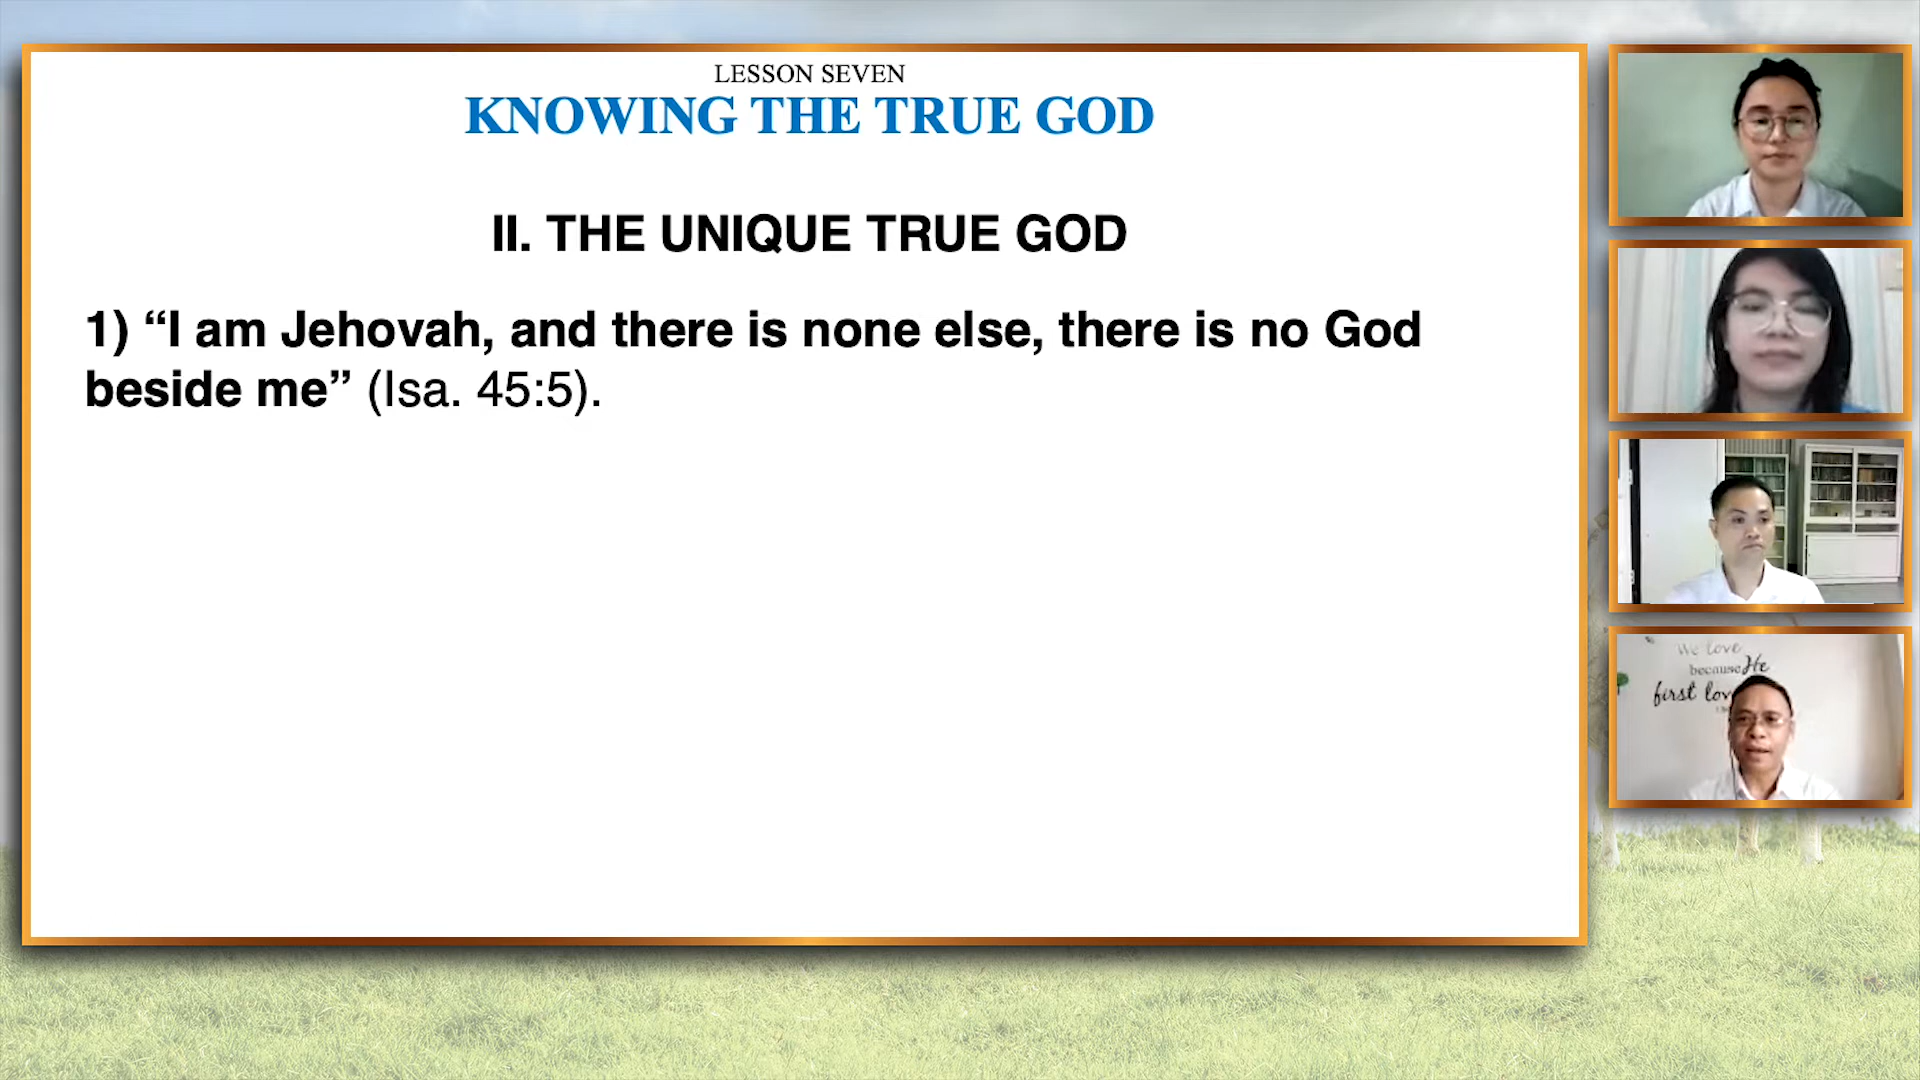 LESSON SEVEN
KNOWING THE TRUE GOD
II. THE UNIQUE TRUE GOD
1) “I am Jehovah, and there is none else, there is no God
beside me” (Isa. 45:5).
We love
because He
first